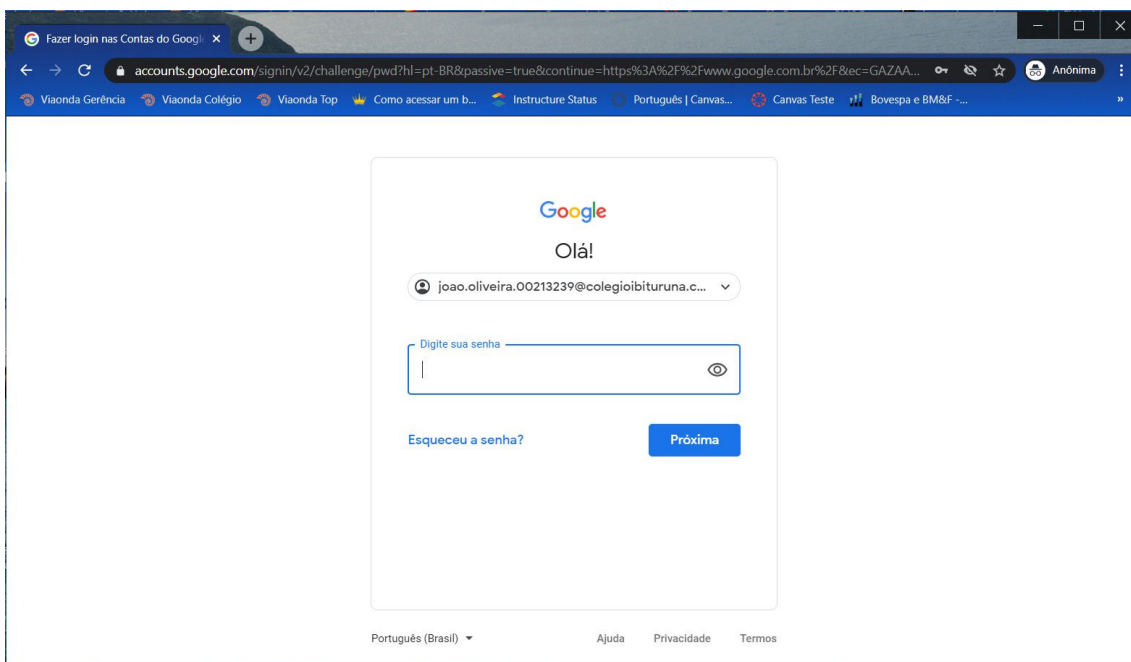 Fazer login nas Contas do Googl
accounts.google.com/signin/v2/challenge/pwd?hl=pt-BR&passive=true&continue=https%3A%2F%2Fwww.google.com.br%2F&ec=GAZAA... Anônima
Viaonda Gerência Viaonda Colégio Viaonda Top Como acessar um b... Instructure Status Português | Canvas... Canvas Teste Bovespa e BM&F -... »
Google
Olá!
joao.oliveira.00213239@colegioibituruna.c...
Digite sua senha
Esqueceu a senha? Próxima
Português (Brasil) Ajuda Privacidade Termos